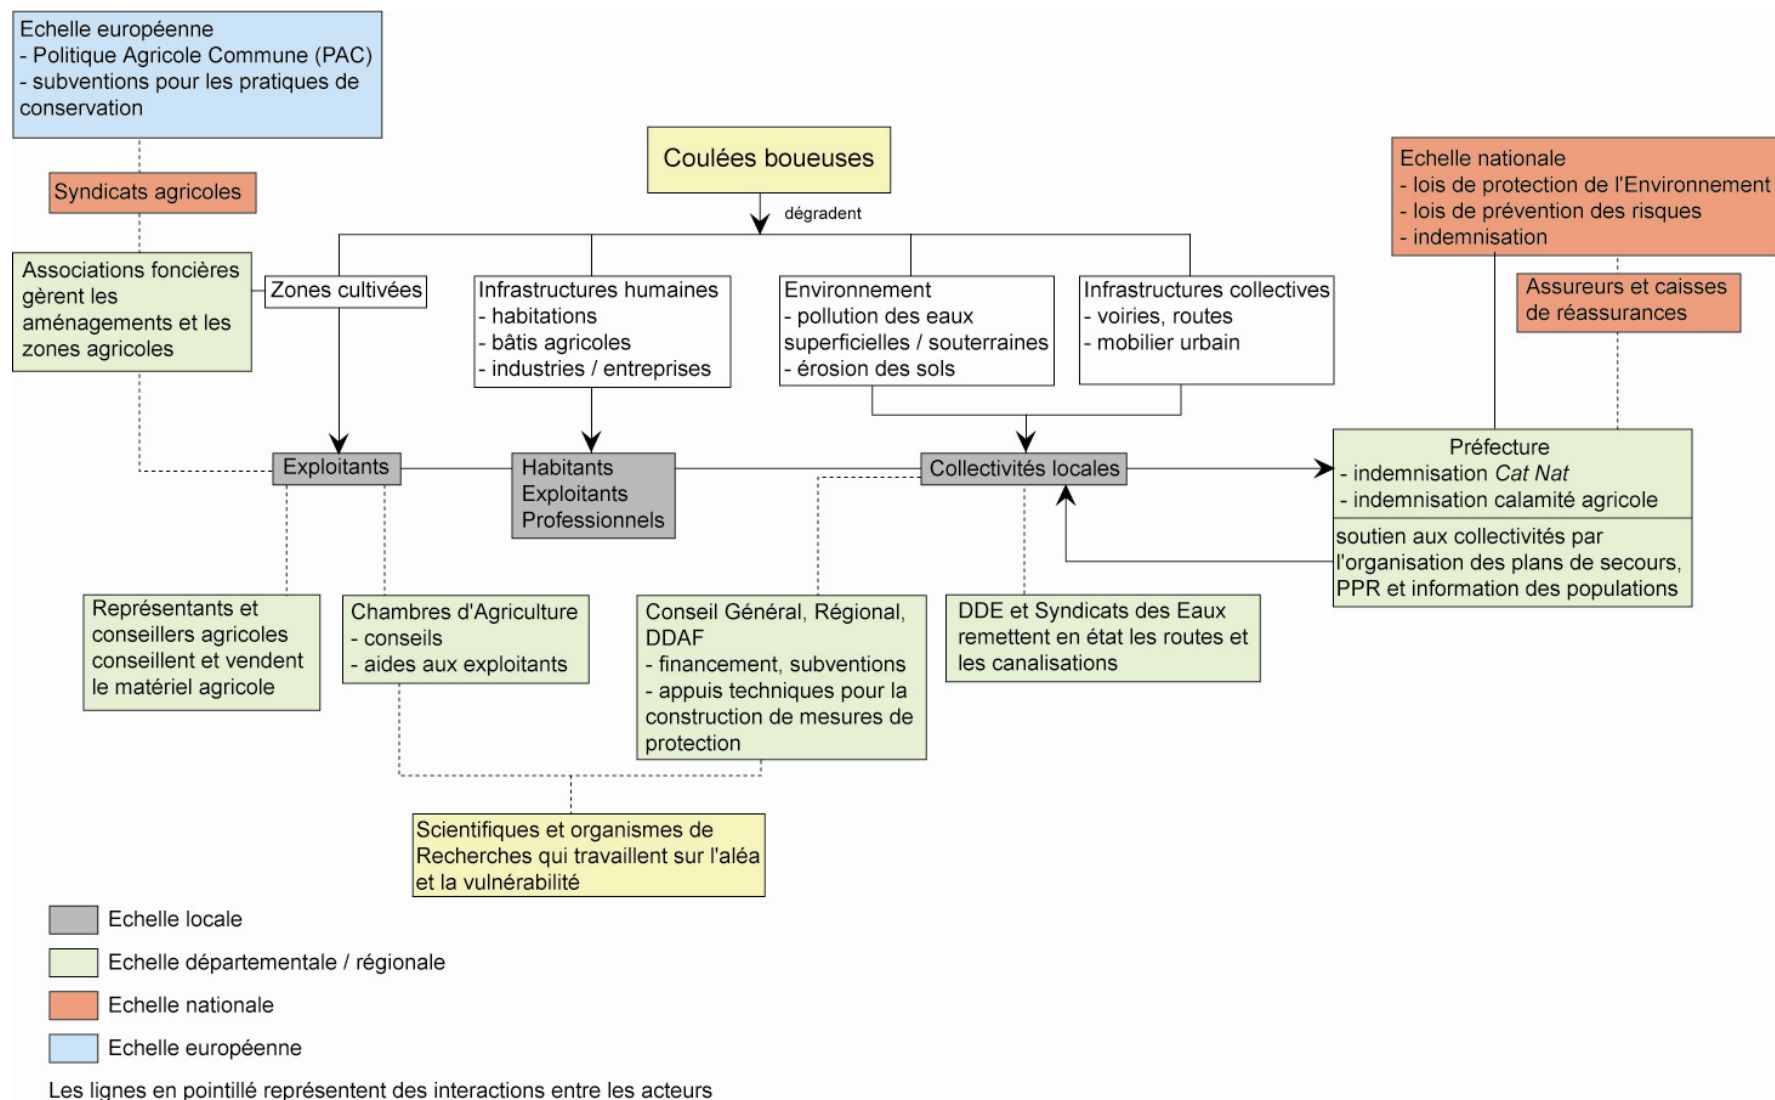 Echelle européenne
- Politique Agricole Commune (PAC)
- subventions pour les pratiques de
conservation
Syndicats agricoles
Associations foncières
gèrent les
aménagements et les
zones agricoles
Coulées boueuses
dégradent
Zones cultivées
Infrastructures humaines
- habitations
- bâtis agricoles
- industries / entreprises
Environnement
- pollution des eaux
superficielles / souterraines
- érosion des sols
Infrastructures collectives
- voiries, routes
- mobilier urbain
Echelle nationale
- lois de protection de l'Environnement
- lois de prévention des risques
- indemnisation
Assureurs et caisses
de réassurances
Exploitants
Habitants
Exploitants
Professionnels
Collectivités locales
Préfecture
- indemnisation Cat Nat
- indemnisation calamité agricole
soutien aux collectivités par
l'organisation des plans de secours,
PPR et information des populations
Représentants et
conseillers agricoles
conseillent et vendent
le matériel agricole
Chambres d'Agriculture
- conseils
- aides aux exploitants
Conseil Général, Régional,
DDAF
- financement, subventions
- appuis techniques pour la
construction de mesures de
protection
DDE et Syndicats des Eaux
remettent en état les routes et
les canalisations
Scientifiques et organismes de
Recherches qui travaillent sur l'aléa
et la vulnérabilité
Echelle locale
Echelle départementale / régionale
Echelle nationale
Echelle européenne
Les lignes en pointillé représentent des interactions entre les acteurs